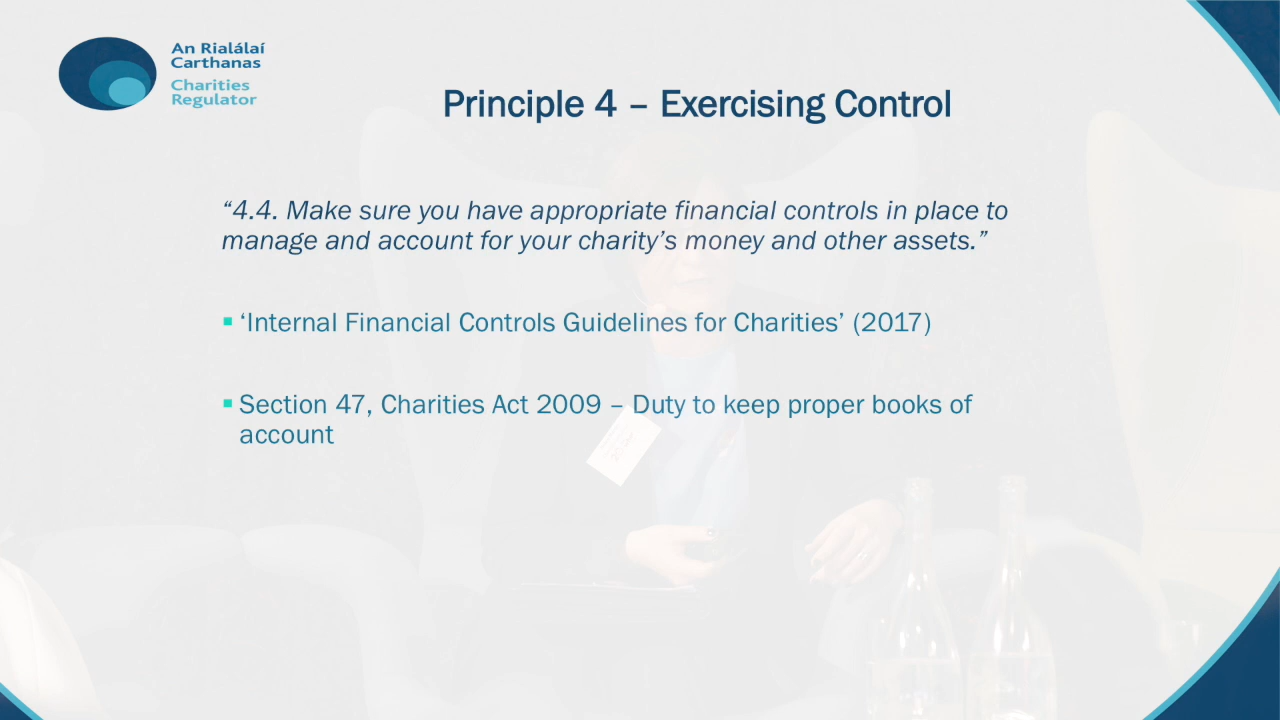 An Rialálaí
Carthanas
Charities
Regulator
Principle 4 – Exercising Control
“4.4. Make sure you have appropriate financial controls in place to
manage and account for your charity’s money and other assets.”
▪ ‘Internal Financial Controls Guidelines for Charities’ (2017)
▪ Section 47, Charities Act 2009 – Duty to keep proper books of
account